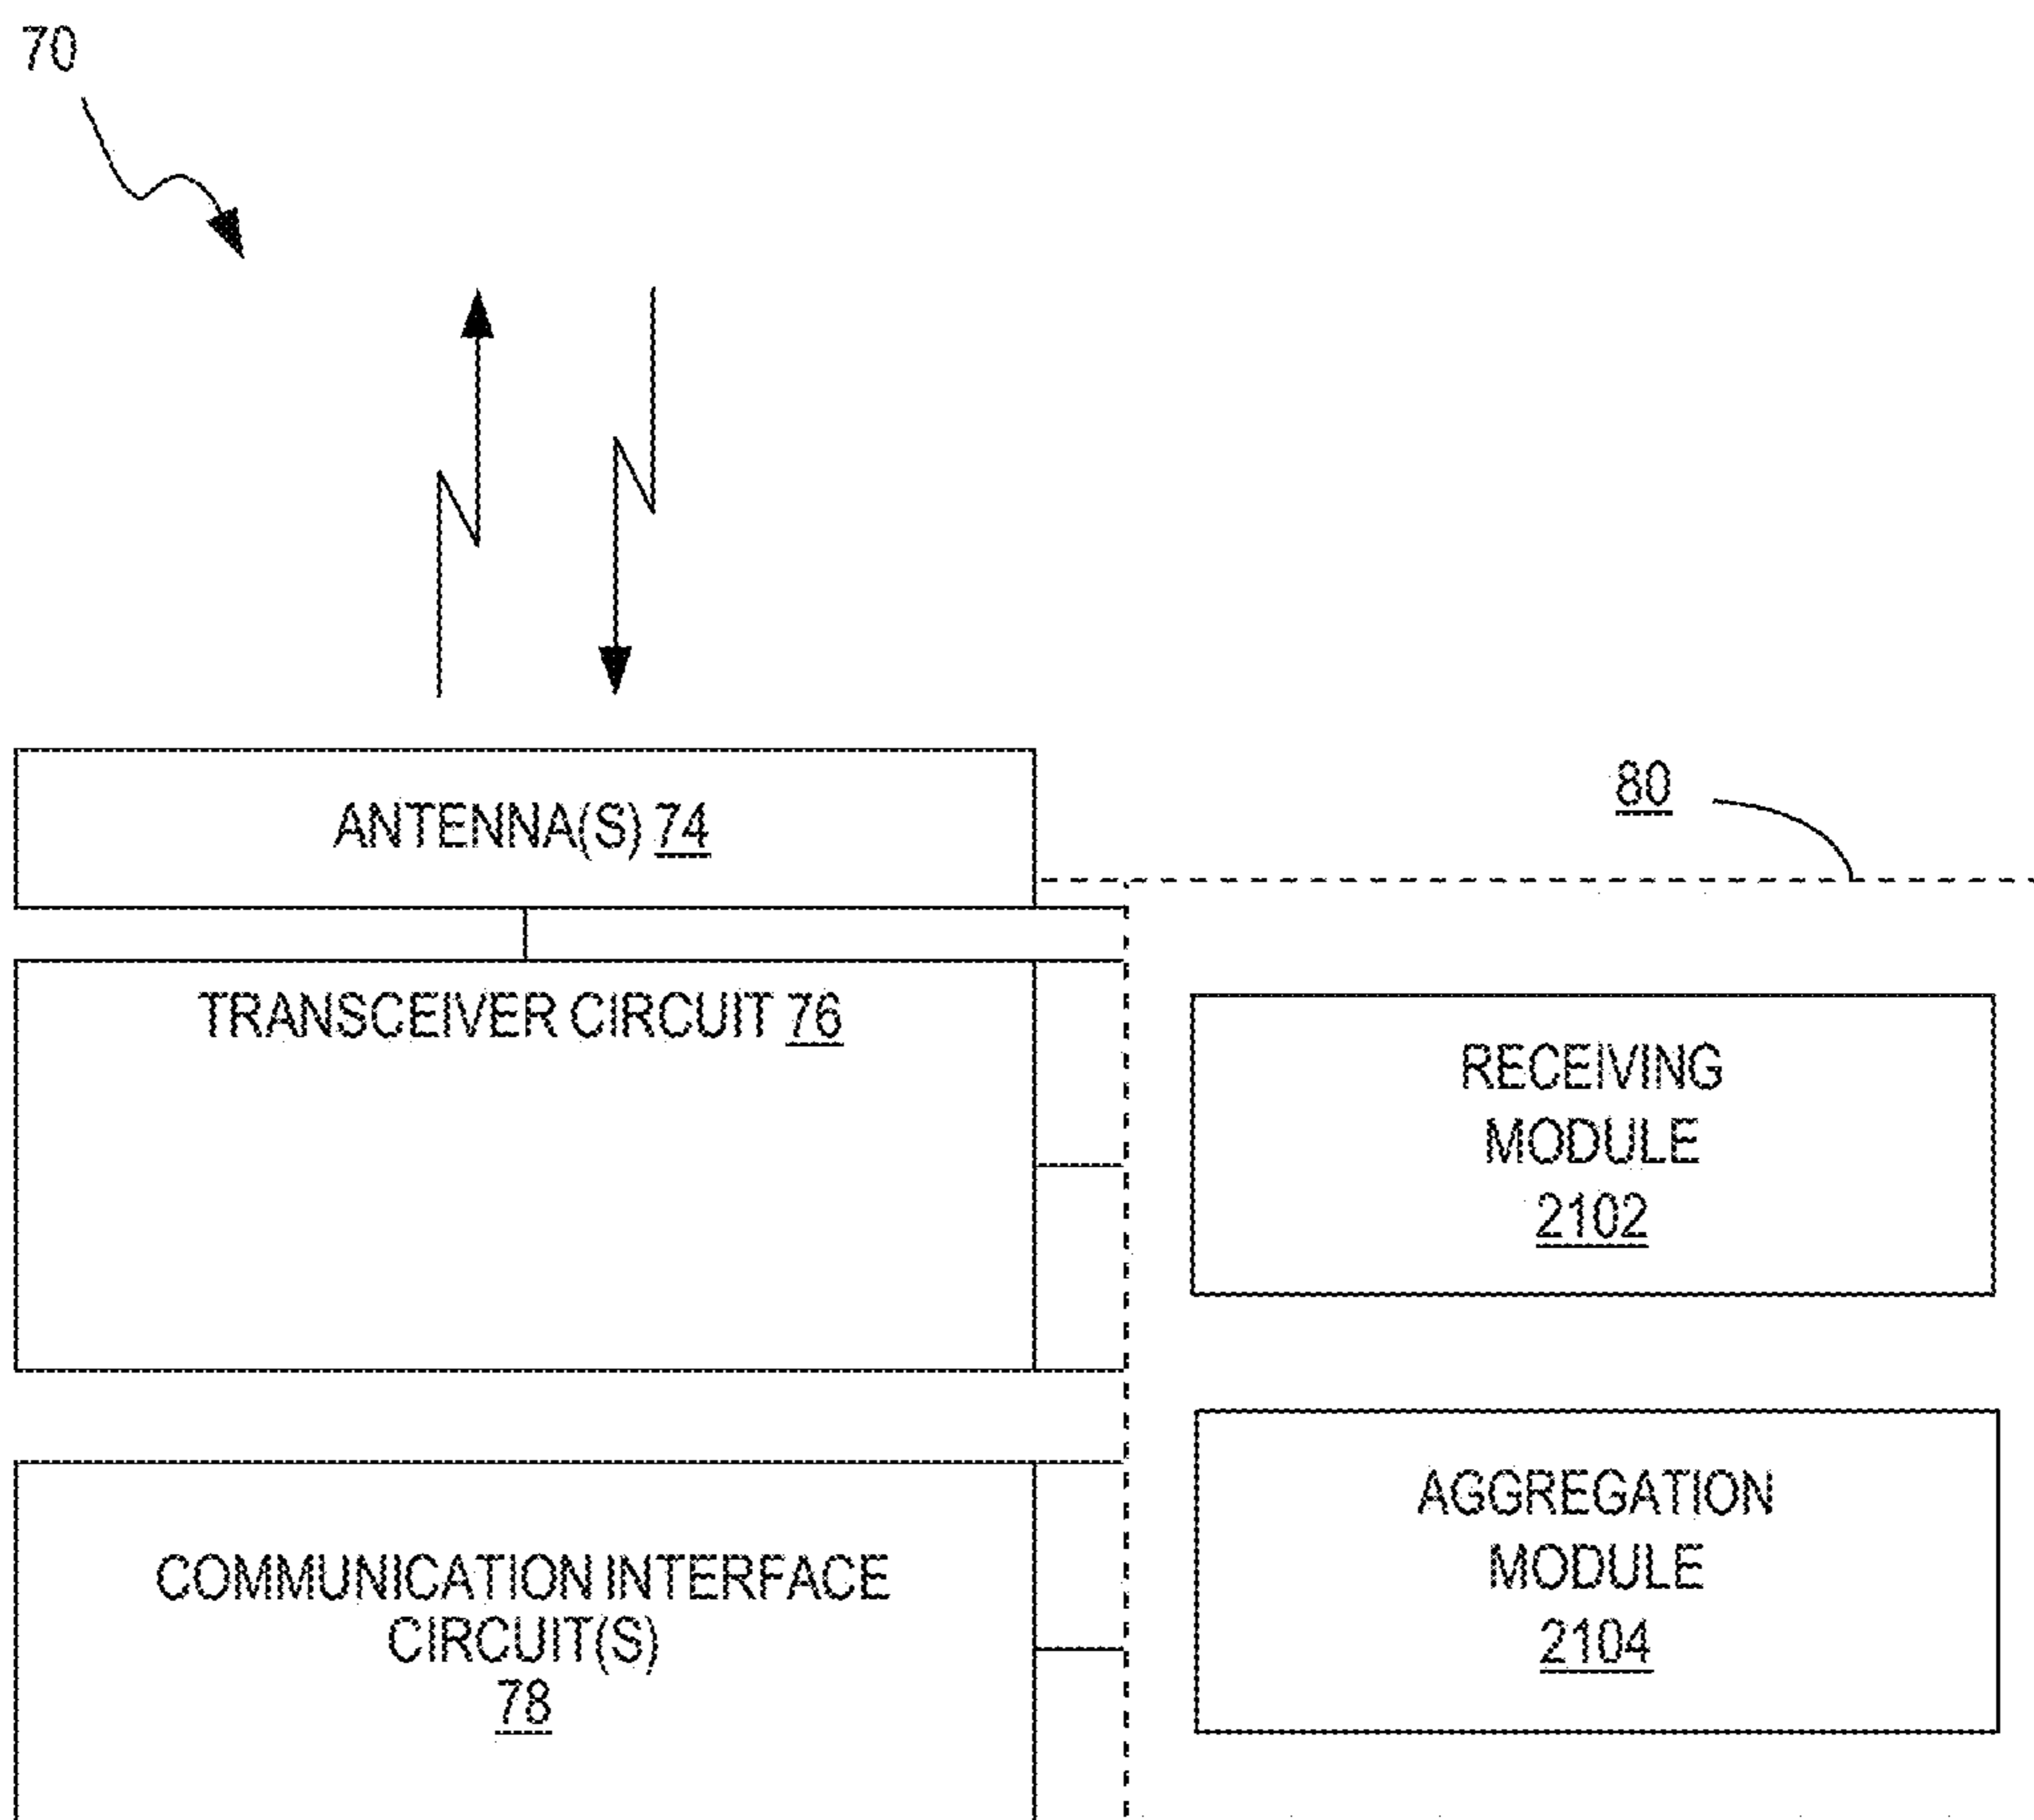 70
ANTENNA(S) 74
80
TRANSCEIVER CIRCUIT 76
RECEIVING
MODULE
2102
AGGREGATION
MODULE
2104
COMMUNICATION INTERFACE
CIRCUIT(S)
78